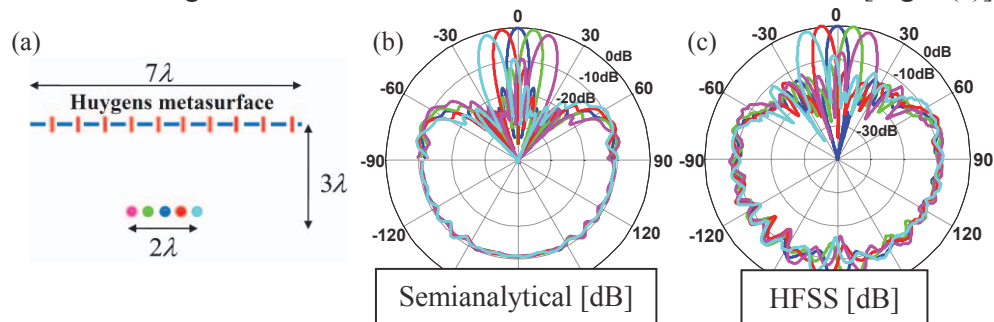 (a)
7λ
Huygens metasurface
3λ
2λ
(b)
0
-30
30
0dB
-10dB
-20dB
-60
60
-90
90
-120
120
Semianalytical [dB]
(c)
0
-30
30
0dB
-10dB
-30dB
-60
60
-90
90
-120
120
HFSS [dB]